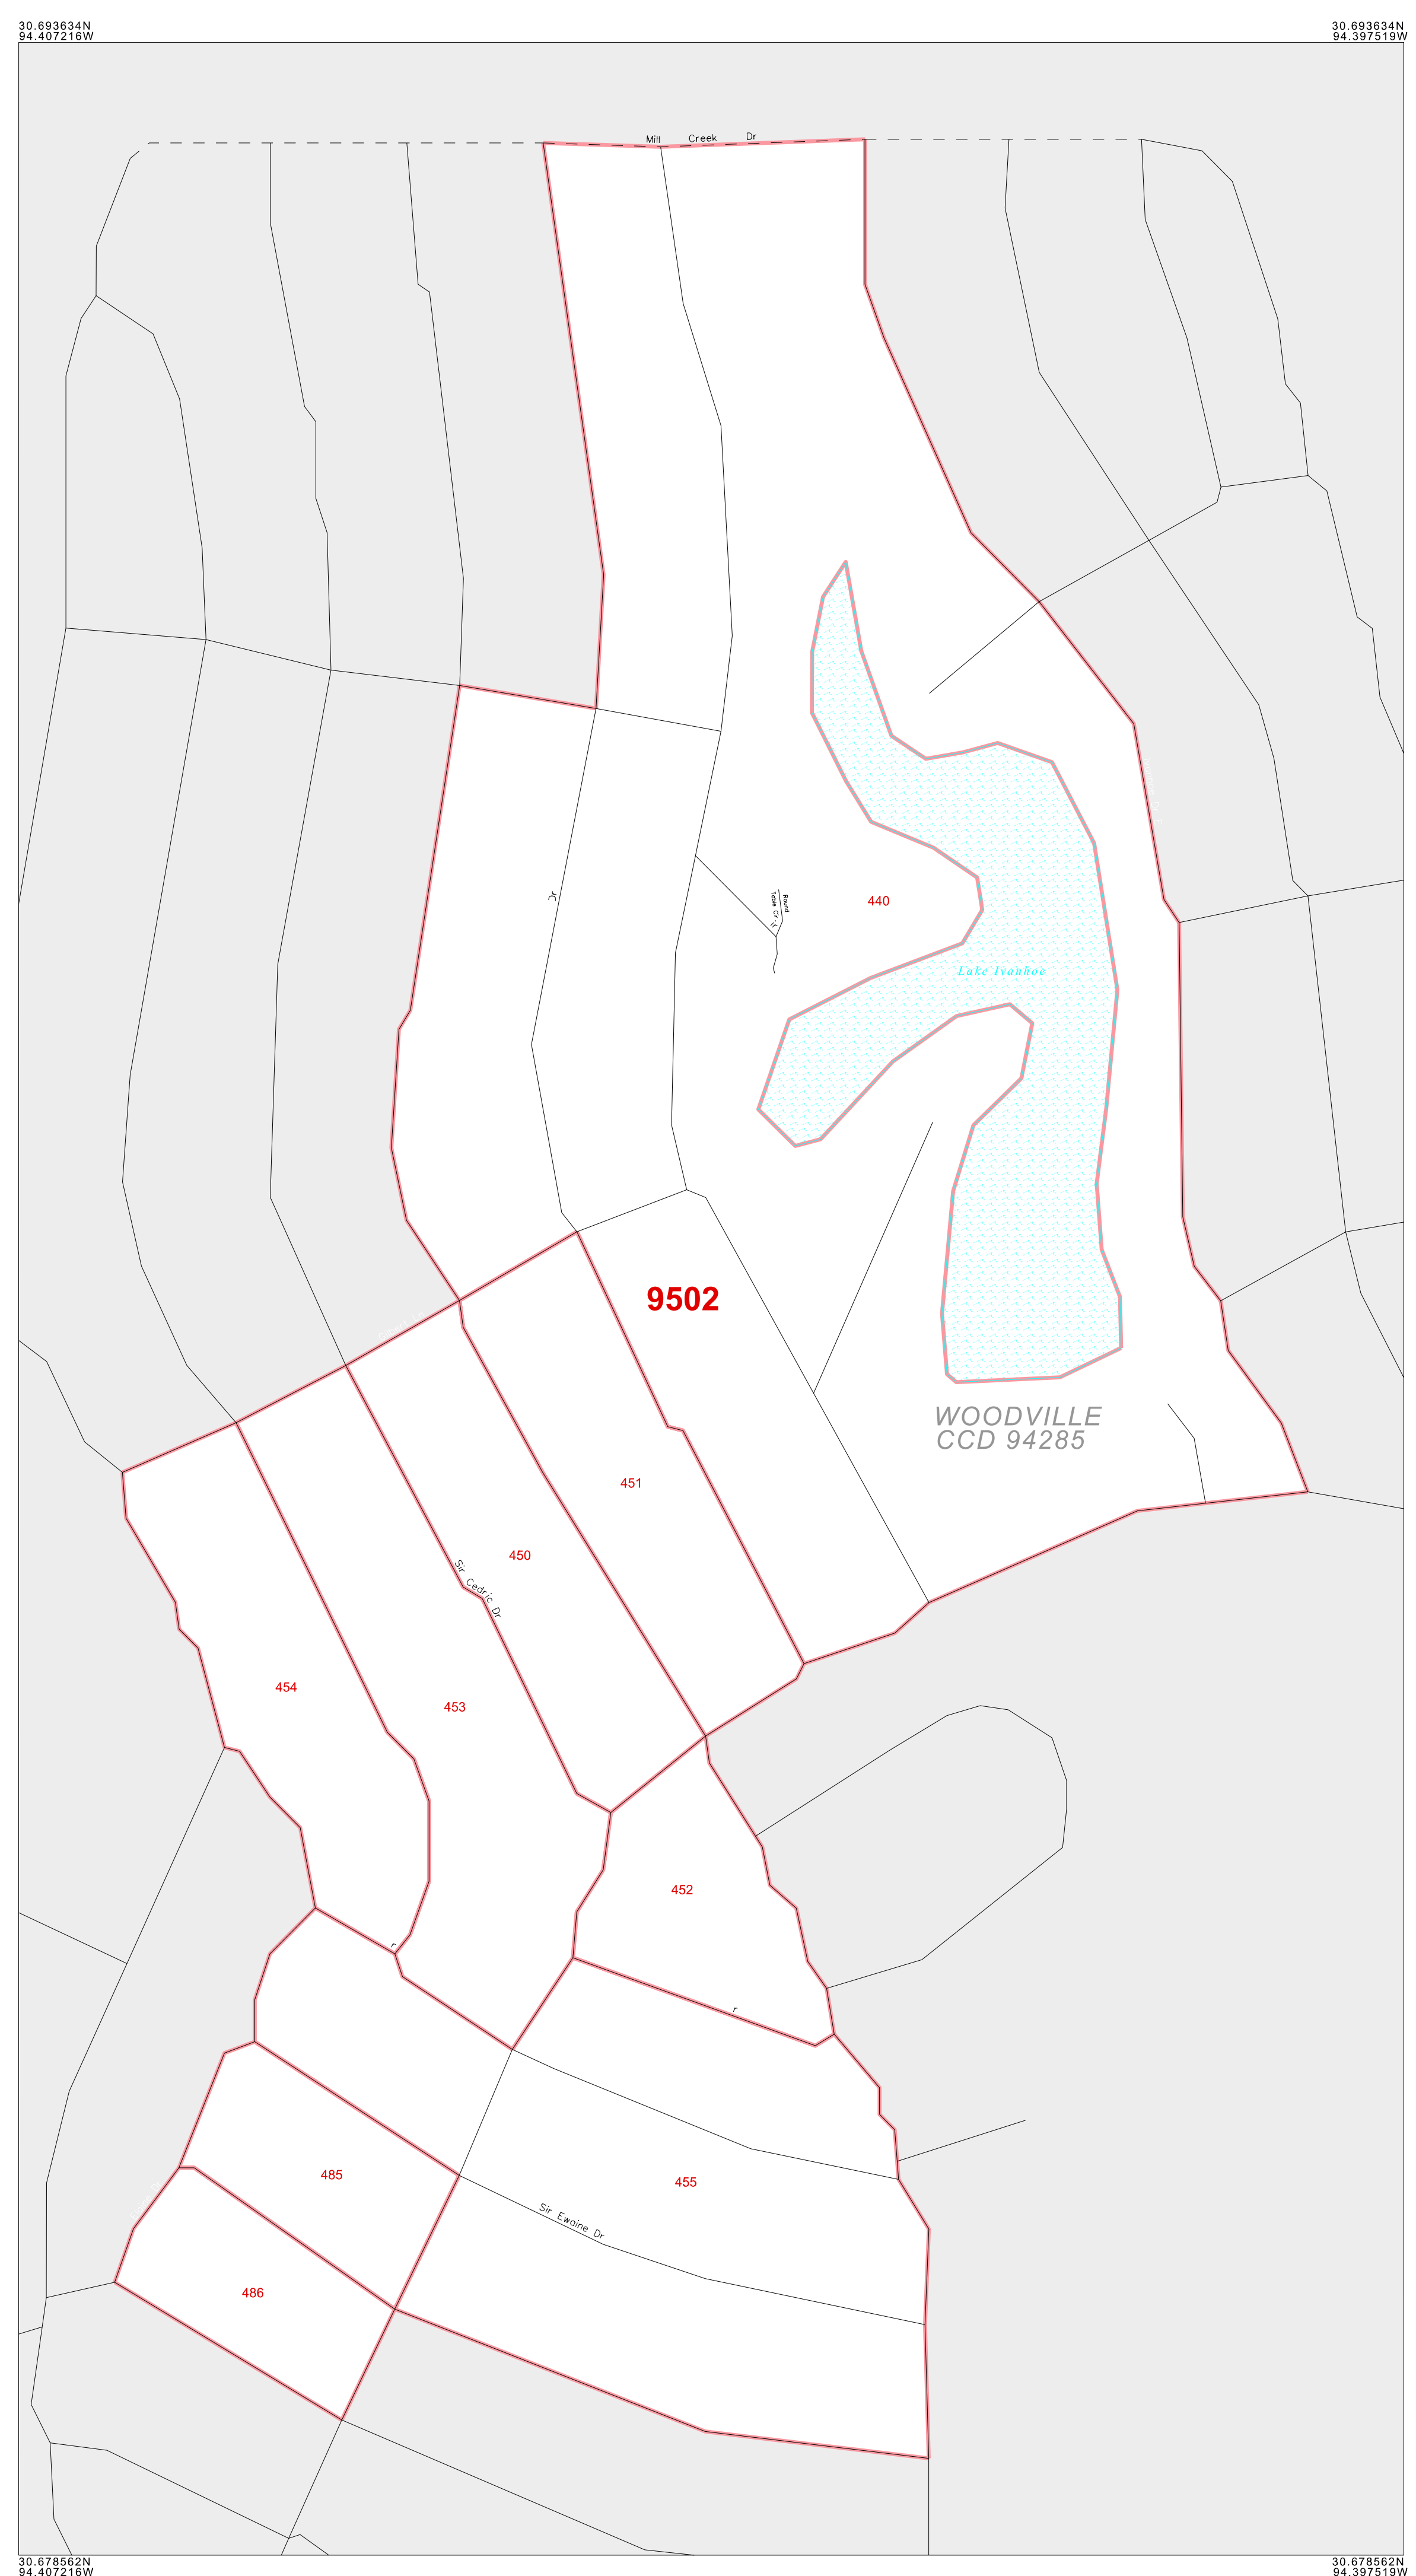 30.693634N
94.407216W
30.693634N
94.397519W
Mill Creek Dr
440
Round
Table Cir
Lake Ivanhoe
9502
WOODVILLE
CCD 94285
451
450
Sir Cedric Dr
454
453
452
r
r
485
455
Sir Ewaine Dr
486
30.678562N
94.407216W
30.678562N
94.397519W